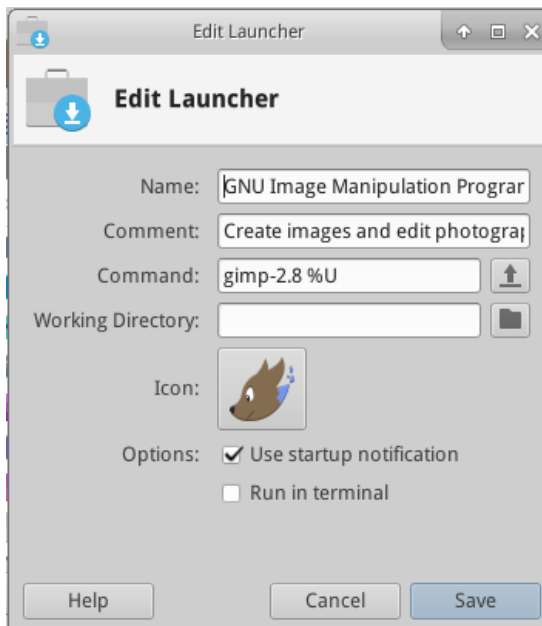 Edit Launcher
Edit Launcher
Name: GNU Image Manipulation Prograr
Comment: Create images and edit photograp
Command: gimp-2.8 %U
Working Directory:
Icon:
Options: Use startup notification
Run in terminal
Help Cancel Save